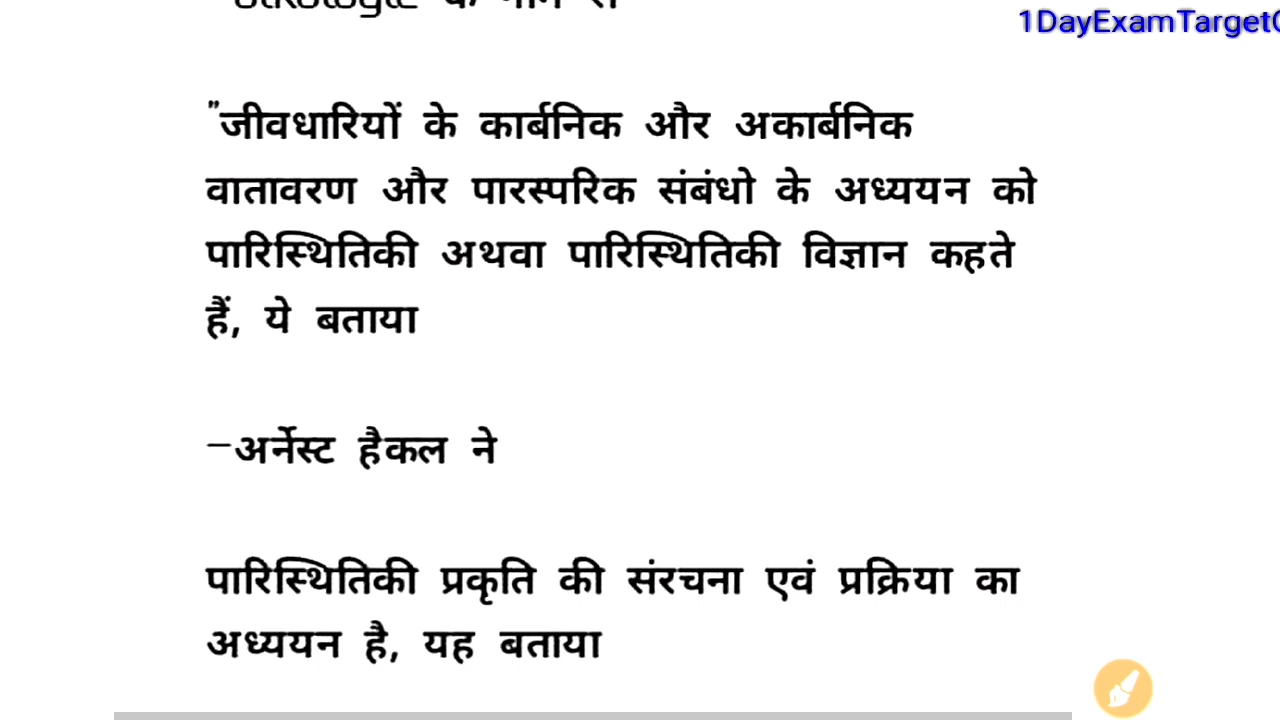 1DayExamTarget
"जीवधारियों के कार्बनिक और अकार्बनिक
वातावरण और पारस्परिक संबंधो के अध्ययन को
पारिस्थितिकी अथवा पारिस्थितिकी विज्ञान कहते
हैं, ये बताया
–अर्नेस्ट हैकल ने
पारिस्थितिकी प्रकृति की संरचना एवं प्रक्रिया का
अध्ययन है, यह बताया